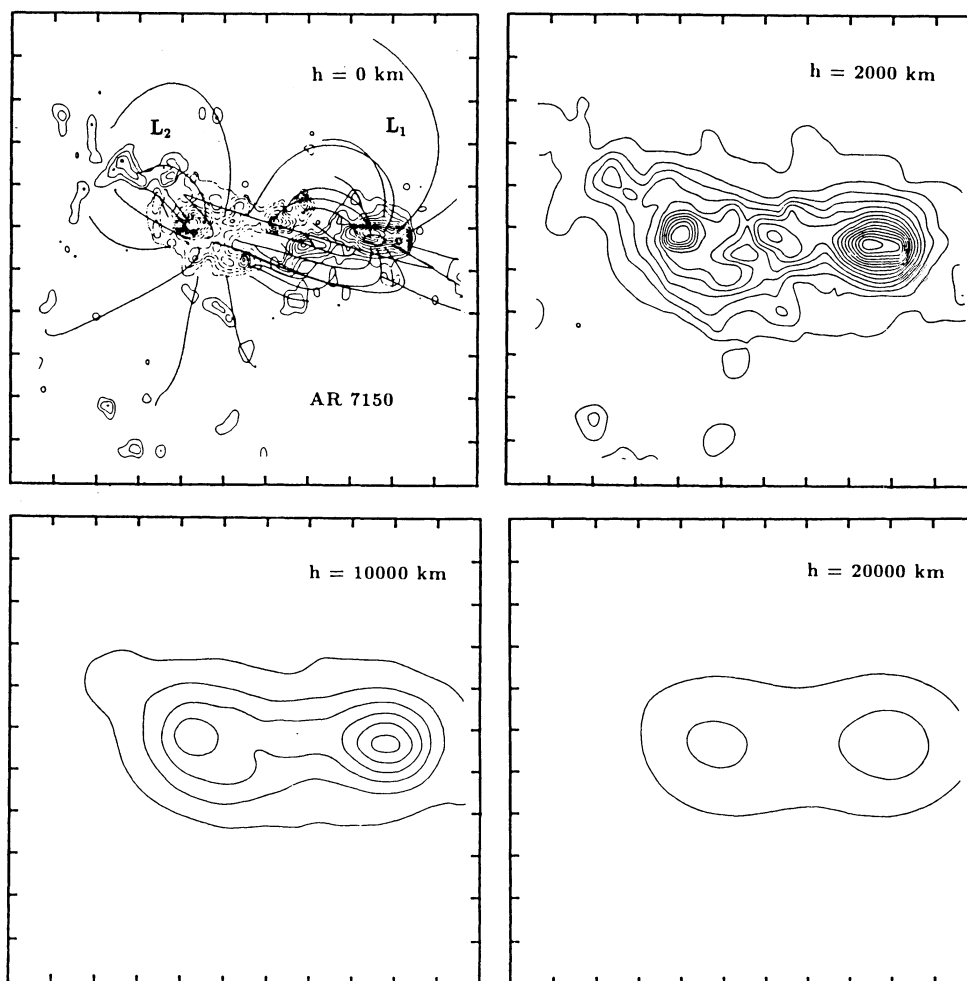 h = 0 km
L₂
L₁
AR 7150
h = 2000 km
h = 10000 km
h = 20000 km